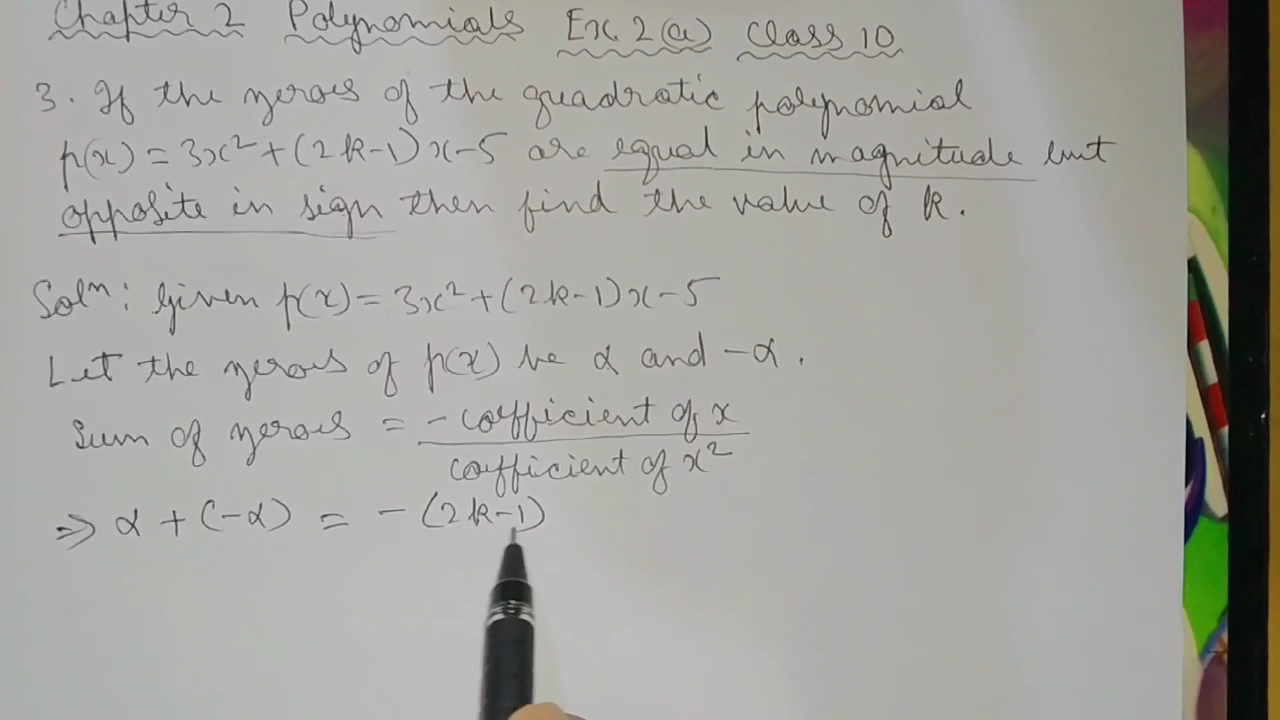 Chapter 2 Polynomials Ex 2(a) Class 10
3. If the zeroes of the quadratic polynomial
p(x) = 3x² + (2k-1)x - 5 are equal in magnitude but
opposite in sign then find the value of k.
Solⁿ: Given p(x) = 3x² + (2k-1)x - 5
Let the zeroes of p(x) be α and -α.
Sum of zeroes = - coefficient of x
coefficient of x²
⇒ α + (-α) = - (2k-1)